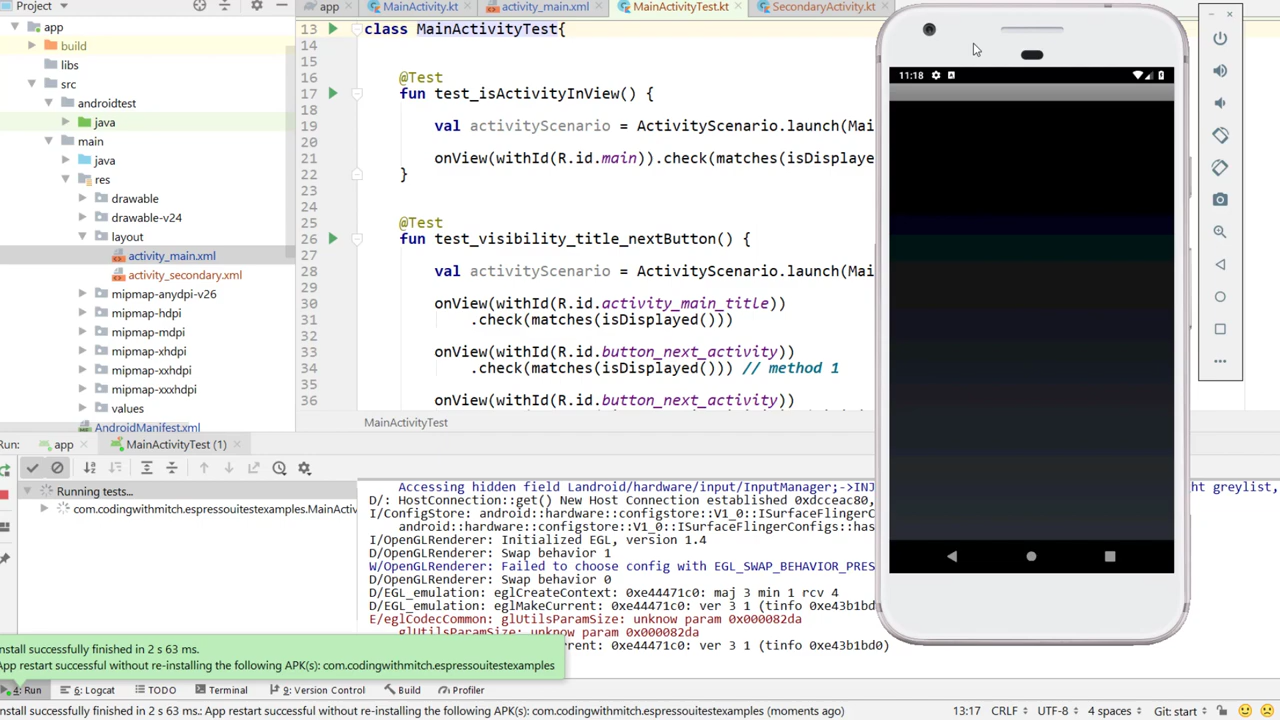 Project
app
MainActivity.kt
activity_main.xml
MainActivityTest.kt
SecondaryActivity.kt
app
build
libs
src
androidtest
java
main
java
res
drawable
drawable-v24
layout
activity_main.xml
activity_secondary.xml
mipmap-anydpi-v26
mipmap-hdpi
mipmap-mdpi
mipmap-xhdpi
mipmap-xxhdpi
mipmap-xxxhdpi
values
AndroidManifest.xml
13 class MainActivityTest{
14
15
16 @Test
17 fun test_isActivityInView() {
18
19 val activityScenario = ActivityScenario.launch(Mai
20
21 onView(withId(R.id.main)).check(matches(isDisplaye
22 }
23
24
25 @Test
26 fun test_visibility_title_nextButton() {
27
28 val activityScenario = ActivityScenario.launch(Mai
29
30 onView(withId(R.id.activity_main_title))
31 .check(matches(isDisplayed()))
32
33 onView(withId(R.id.button_next_activity))
34 .check(matches(isDisplayed())) // method 1
35
36 onView(withId(R.id.button_next_activity))
MainActivityTest
11:18
Run:
app
MainActivityTest (1)
Running tests...
com.codingwithmitch.espressouitestexamples.MainActiv
Accessing hidden field Landroid/hardware/input/InputManager;->INJ
ht greylist,
D/: HostConnection::get() New Host Connection established 0xdcceac80,
I/ConfigStore: android::hardware::configstore::V1_0::ISurfaceFlingerC
android::hardware::configstore::V1_0::ISurfaceFlingerConfigs::has
I/OpenGLRenderer: Initialized EGL, version 1.4
D/OpenGLRenderer: Swap behavior 1
W/OpenGLRenderer: Failed to choose config with EGL_SWAP_BEHAVIOR_PRES
D/OpenGLRenderer: Swap behavior 0
D/EGL_emulation: eglCreateContext: 0xe44471c0: maj 3 min 1 rcv 4
D/EGL_emulation: eglMakeCurrent: 0xe44471c0: ver 3 1 (tinfo 0xe43b1bd
E/eglCodecCommon: glUtilsParamSize: unknow param 0x000082da
glUtilsParamSize: unknow param 0x000082da
nt: 0xe44471c0: ver 3 1 (tinfo 0xe43b1bd0)
nstall successfully finished in 2 s 63 ms.
App restart successful without re-installing the following APK(s): com.codingwithmitch.espressouitestexamples
4: Run
6: Logcat
TODO
Terminal
9: Version Control
Build
Profiler
nstall successfully finished in 2 s 63 ms.: App restart successful without re-installing the following APK(s): com.codingwithmitch.espressouitestexamples (moments ago)
13:17
CRLF
UTF-8
4 spaces
Git: start